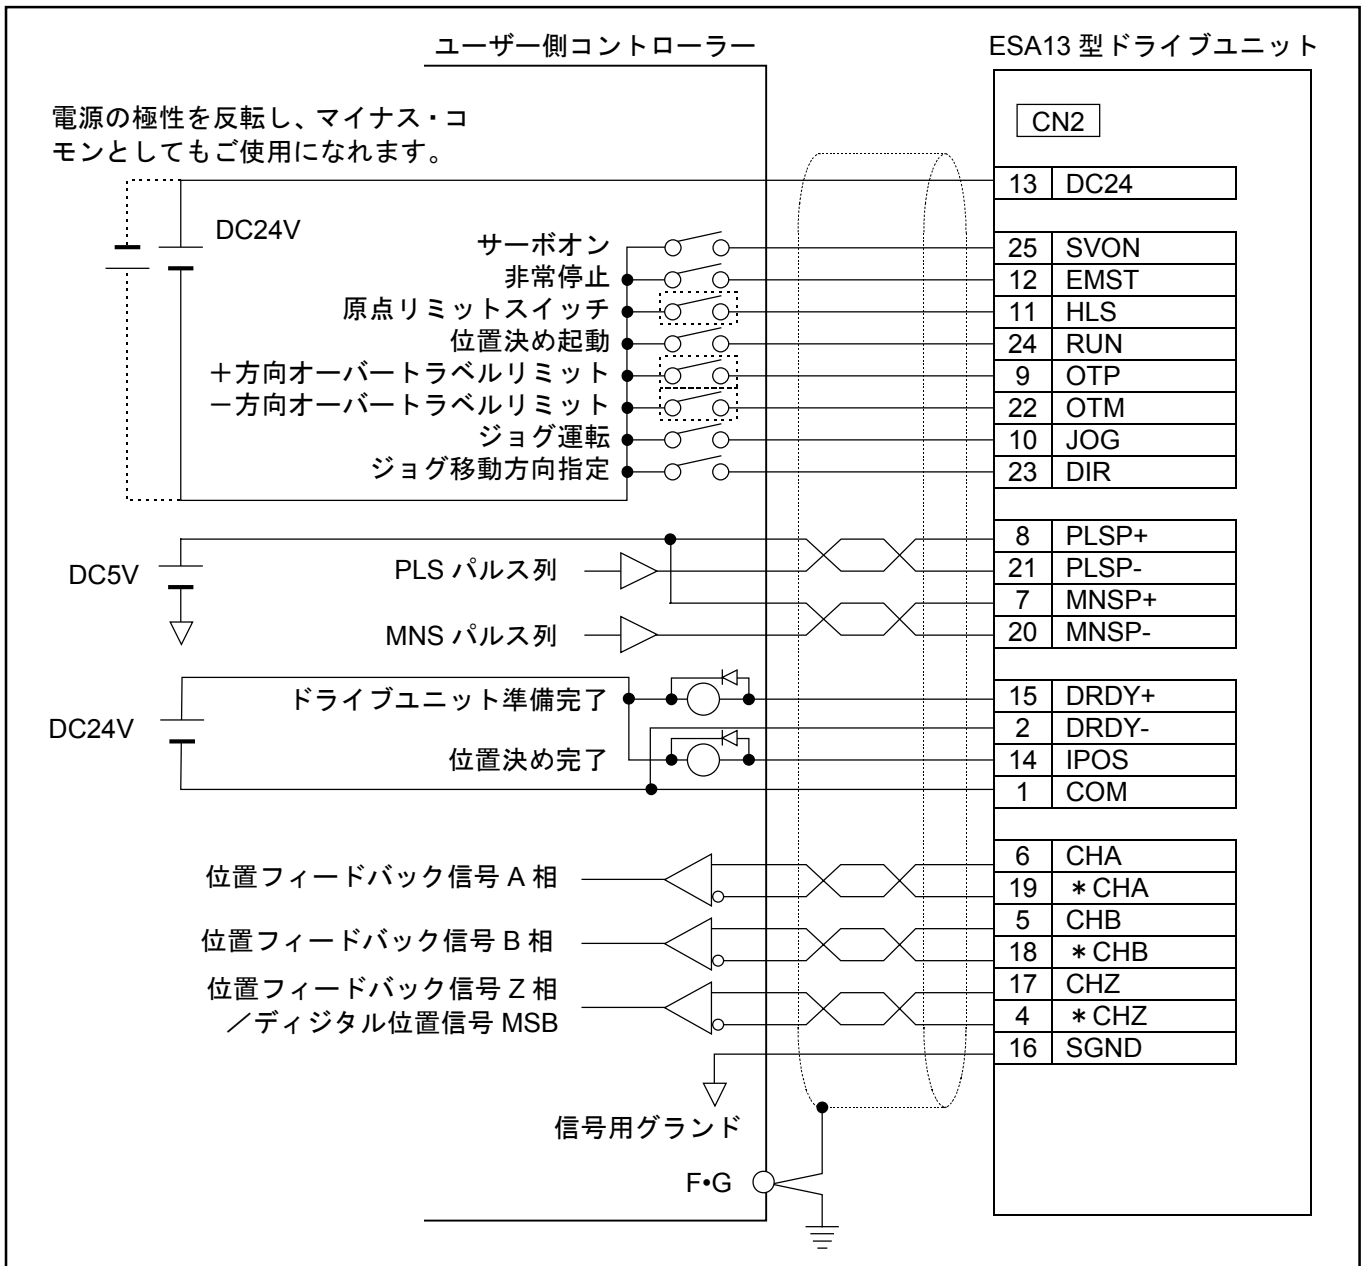 ユーザー側コントローラー
ESA13 型ドライブユニット
電源の極性を反転し、マイナス・コ
モンとしてもご使用になれます。
CN2
13 DC24
DC24V
サーボオン
25 SVON
非常停止
12 EMST
原点リミットスイッチ
11 HLS
位置決め起動
24 RUN
＋方向オーバートラベルリミット
9 OTP
－方向オーバートラベルリミット
22 OTM
ジョグ運転
10 JOG
ジョグ移動方向指定
23 DIR
8 PLSP+
DC5V
PLS パルス列
21 PLSP-
7 MNSP+
MNS パルス列
20 MNSP-
ドライブユニット準備完了
15 DRDY+
DC24V
2 DRDY-
位置決め完了
14 IPOS
1 COM
6 CHA
位置フィードバック信号 A 相
19 ＊CHA
5 CHB
位置フィードバック信号 B 相
18 ＊CHB
17 CHZ
位置フィードバック信号 Z 相
／ディジタル位置信号 MSB
4 ＊CHZ
16 SGND
信号用グランド
F•G